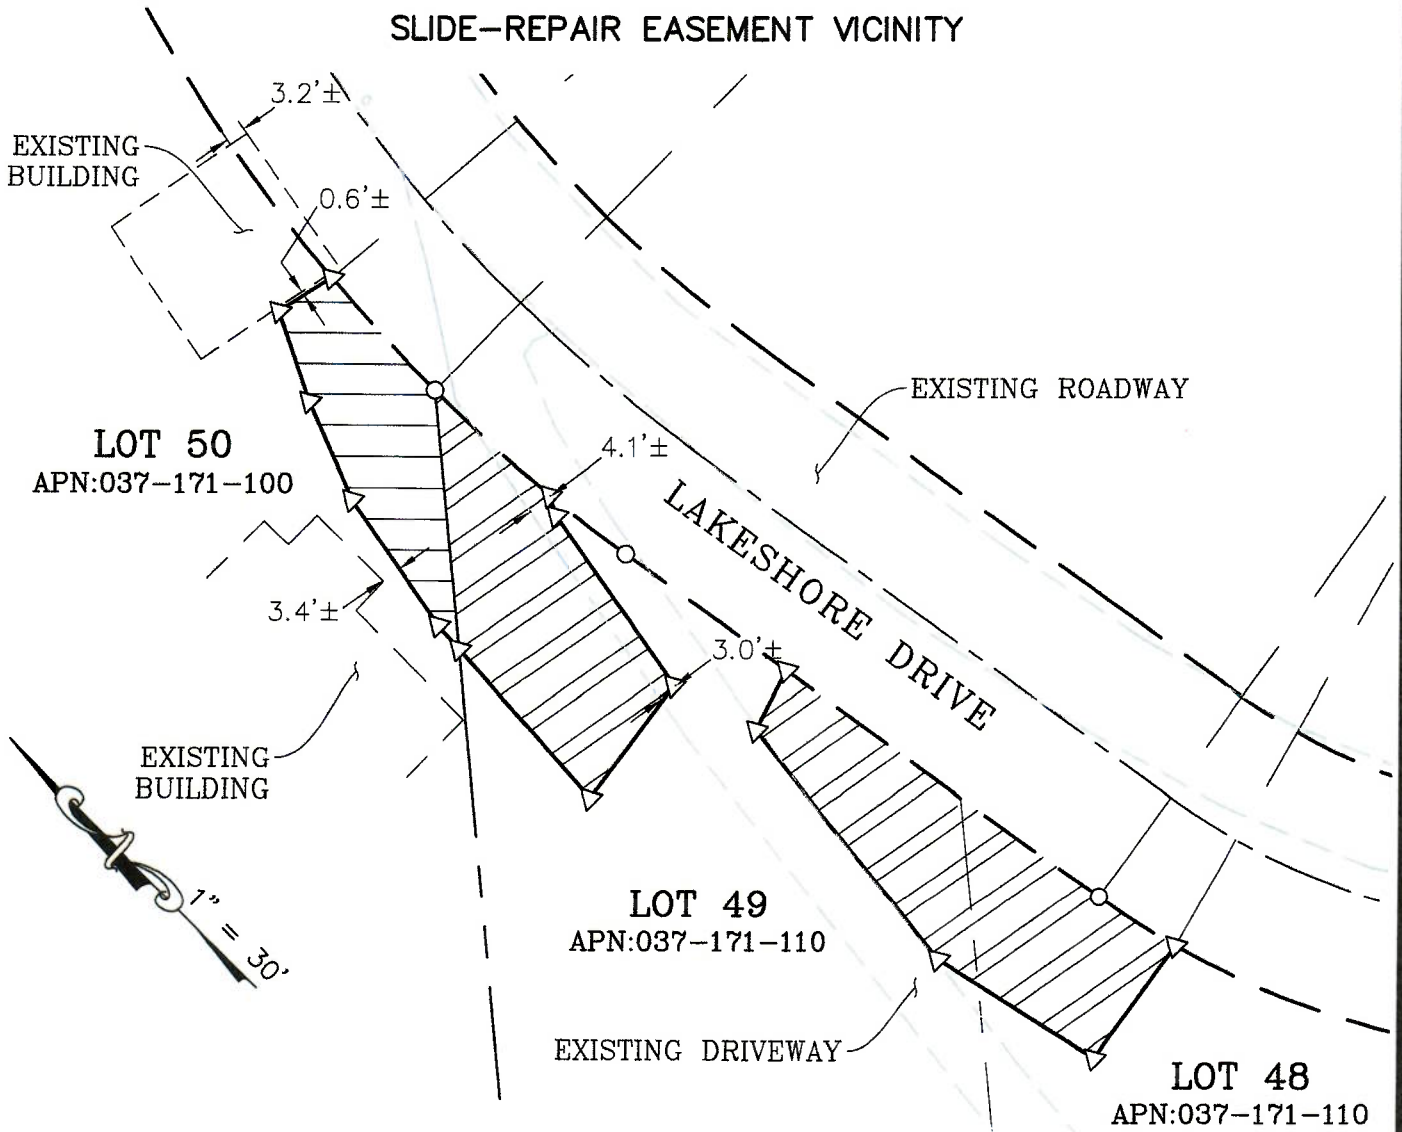 SLIDE-REPAIR EASEMENT VICINITY
3.2'±
EXISTING
BUILDING
0.6'±
EXISTING ROADWAY
LOT 50
APN:037-171-100
4.1'±
LAKESHORE DRIVE
3.4'±
3.0'±
EXISTING
BUILDING
1" = 30'
LOT 49
APN:037-171-110
EXISTING DRIVEWAY
LOT 48
APN:037-171-110